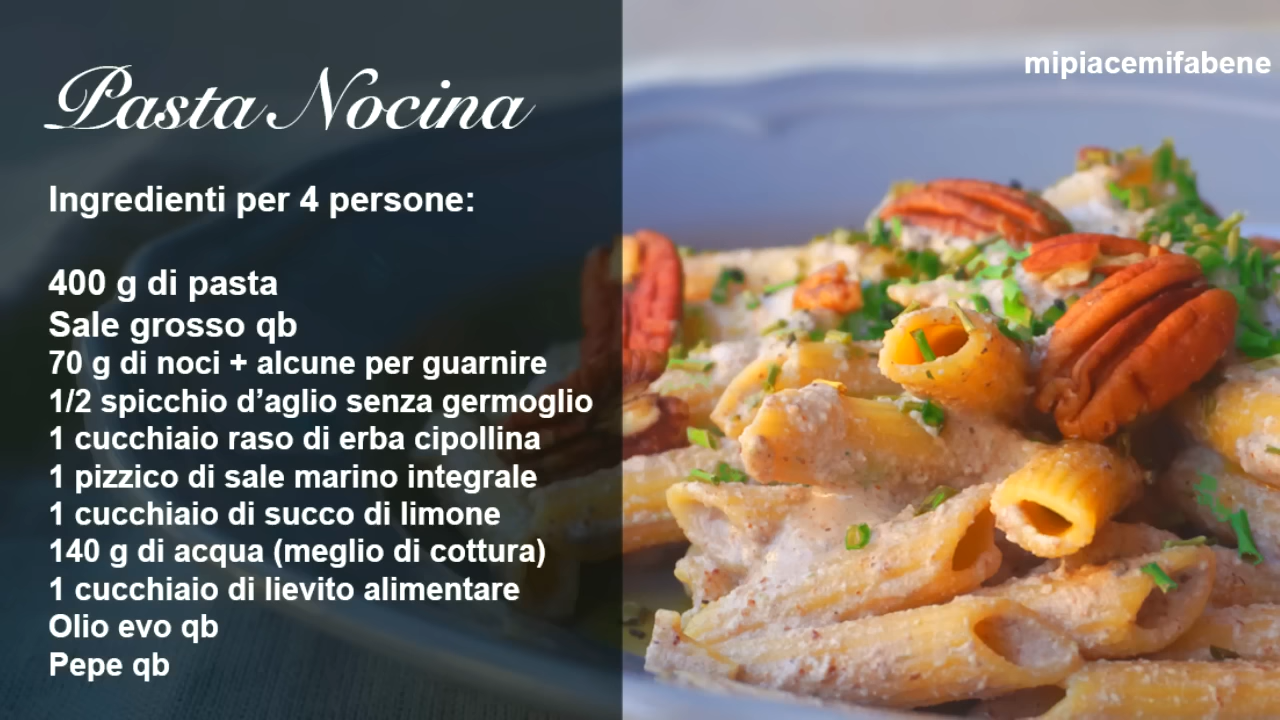 mipiacemifabene
Pasta Nocina
Ingredienti per 4 persone:
400 g di pasta
Sale grosso qb
70 g di noci + alcune per guarnire
1/2 spicchio d’aglio senza germoglio
1 cucchiaio raso di erba cipollina
1 pizzico di sale marino integrale
1 cucchiaio di succo di limone
140 g di acqua (meglio di cottura)
1 cucchiaio di lievito alimentare
Olio evo qb
Pepe qb